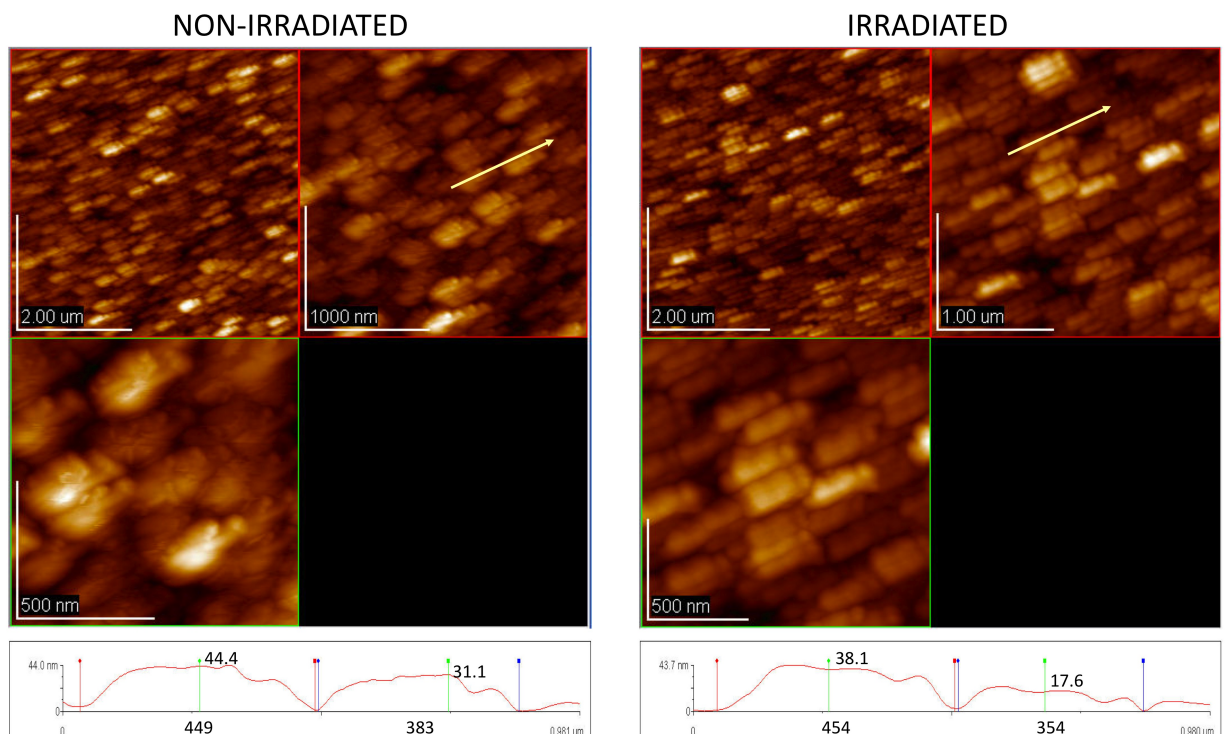 NON-IRRADIATED
2.00 um
1000 nm
500 nm
44.0 nm
44.4
31.1
0
0
449
383
0.981 um
IRRADIATED
2.00 um
1.00 um
500 nm
43.7 nm
38.1
17.6
0
0
454
354
0.980 um